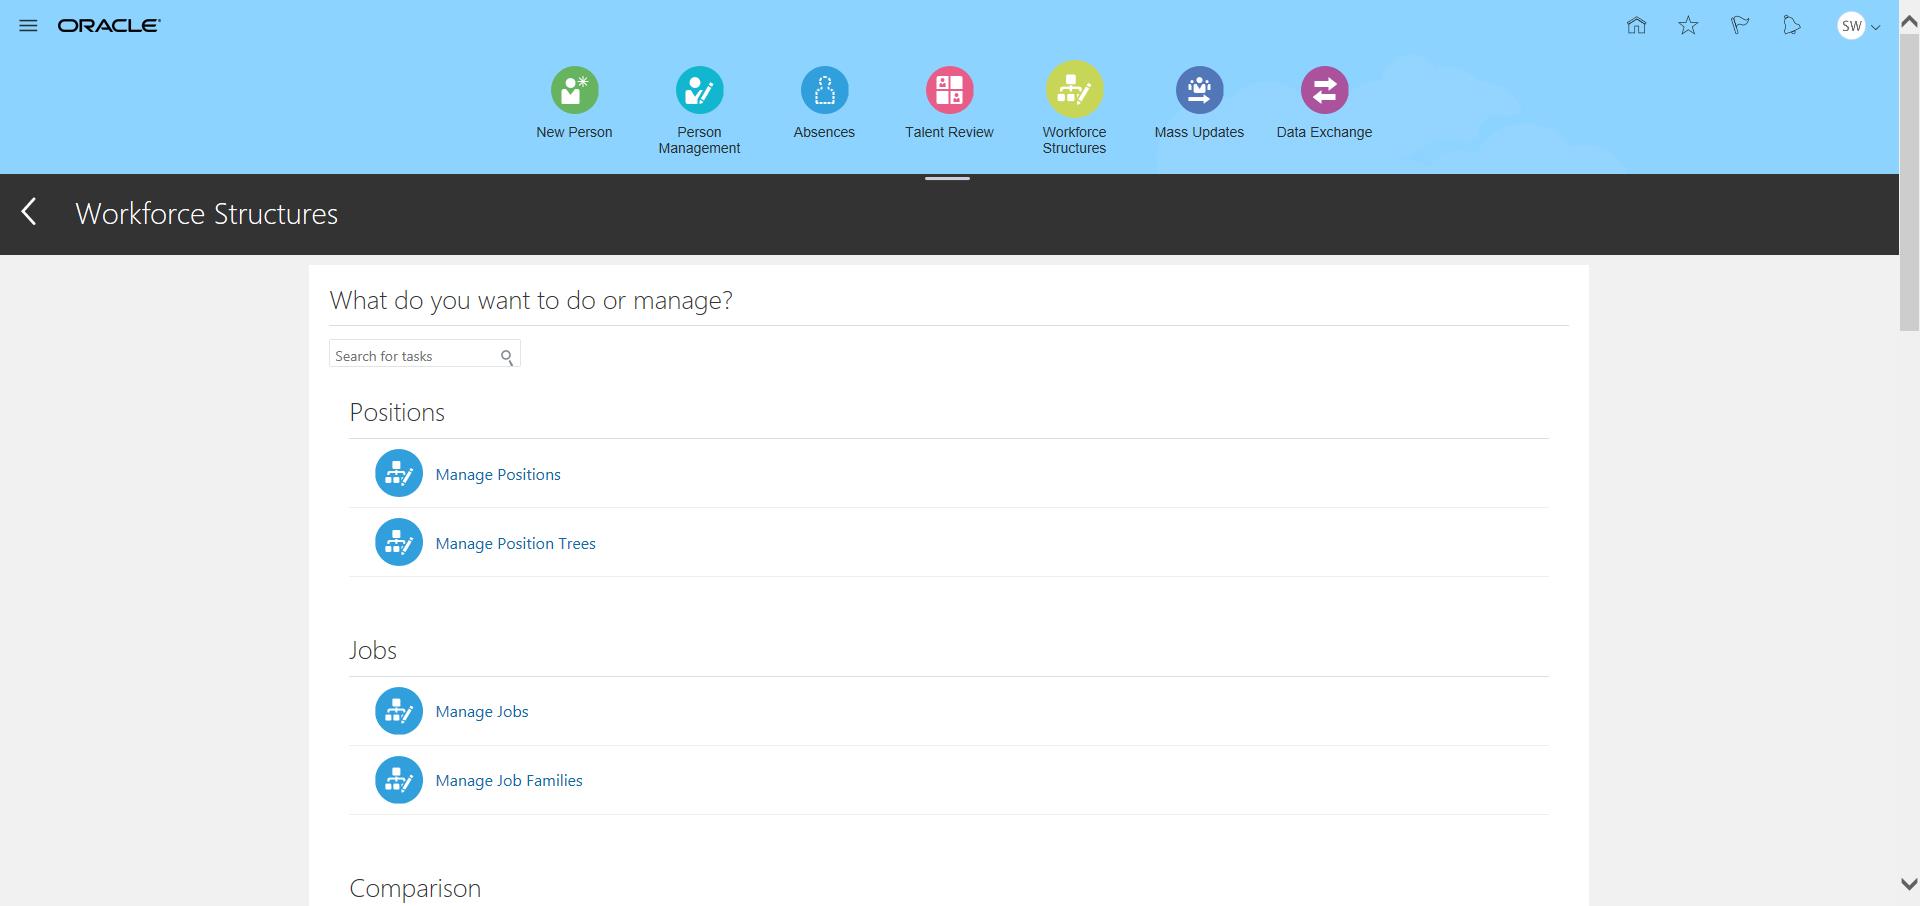 ORACLE
SW
New Person
Person
Management
Absences
Talent Review
Workforce
Structures
Mass Updates
Data Exchange
Workforce Structures
What do you want to do or manage?
Search for tasks
Positions
Manage Positions
Manage Position Trees
Jobs
Manage Jobs
Manage Job Families
Comparison